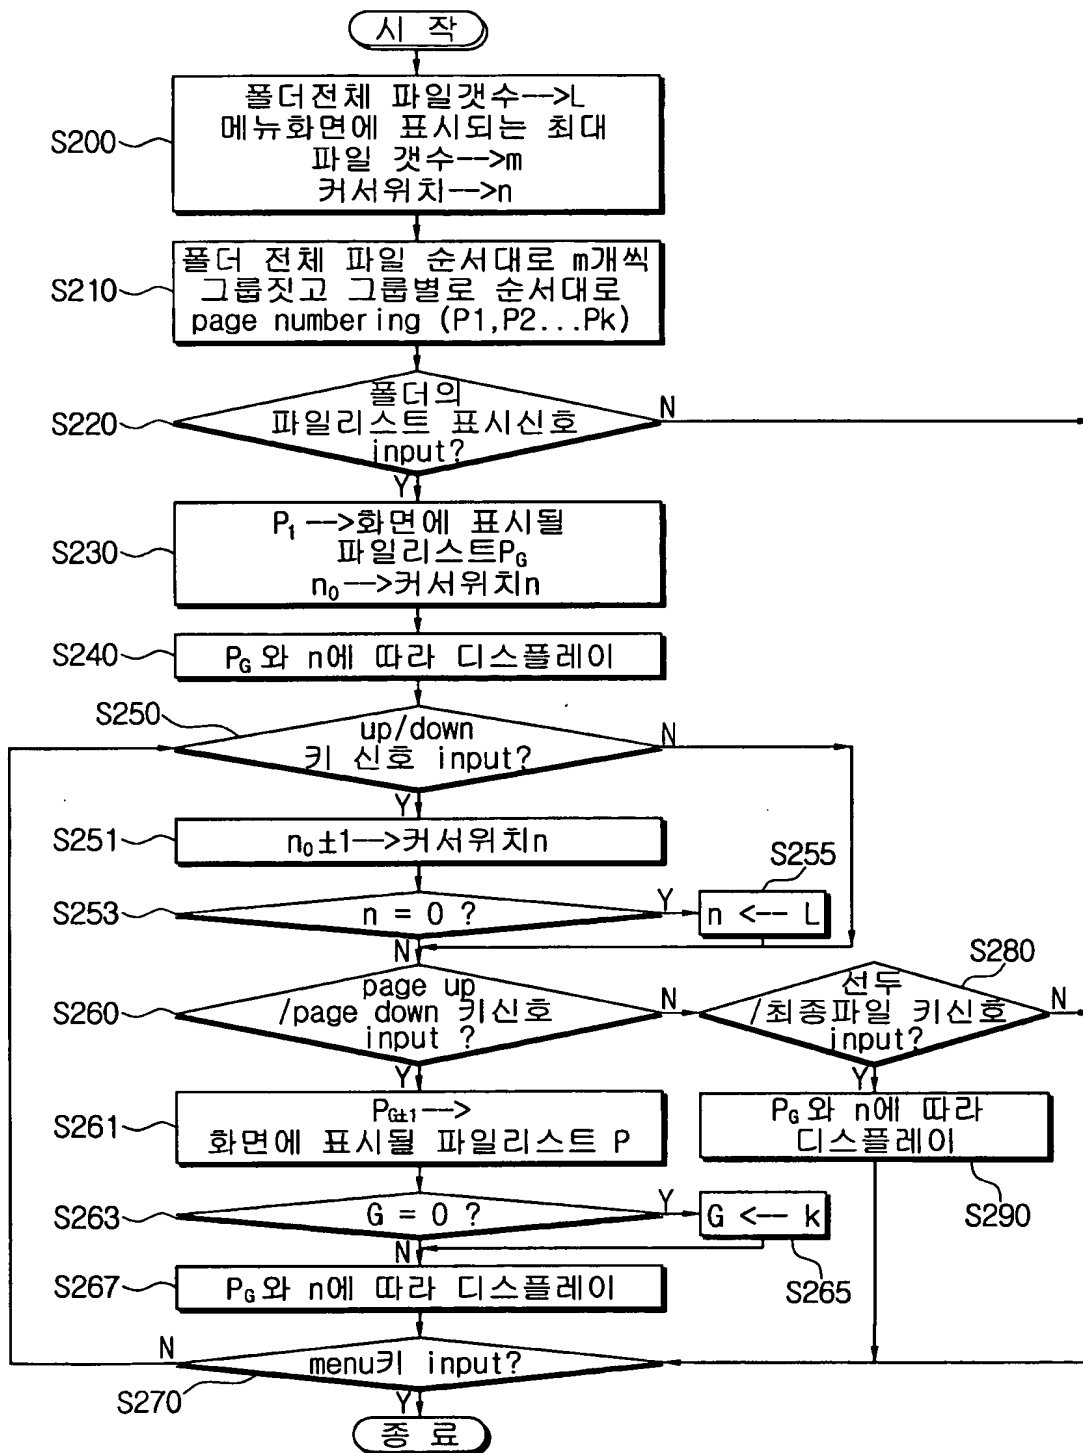 시 작
폴더전체 파일갯수-->L
메뉴화면에 표시되는 최대
파일 갯수-->m
커서위치-->n
S200
폴더 전체 파일 순서대로 m개씩
그룹짓고 그룹별로 순서대로
page numbering (P1,P2...Pk)
S210
폴더의
파일리스트 표시신호
input?
S220
N
Y
P₁-->화면에 표시될
파일리스트P_G
n₀-->커서위치n
S230
P_G와 n에 따라 디스플레이
S240
S250
up/down
키 신호 input?
N
Y
n₀±1-->커서위치n
S251
S255
n = 0 ?
S253
Y
n <-- L
N
page up
/page down 키신호
input ?
S260
N
Y
S280
선두
/최종파일 키신호
input?
N
Y
P_G±1-->
화면에 표시될 파일리스트 P
S261
P_G와 n에 따라
디스플레이
S290
G = 0 ?
S263
Y
G <-- k
S265
N
P_G와 n에 따라 디스플레이
S267
menu키 input?
N
S270
Y
종 료